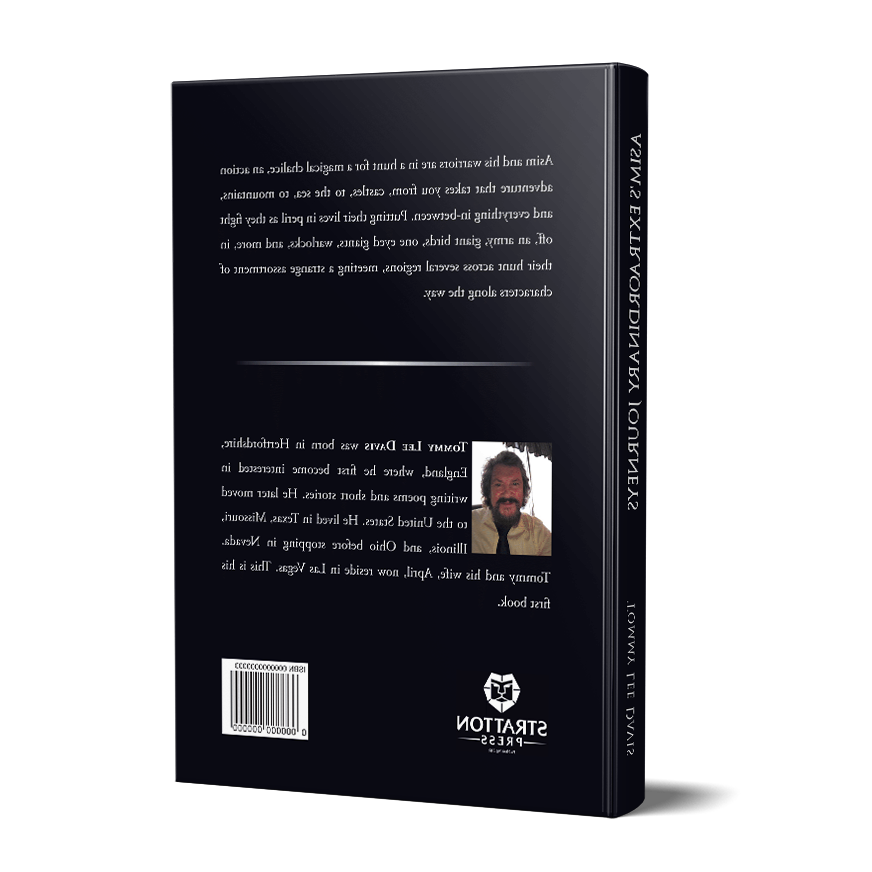 Asim and his warriors are in a hunt for a magical chalice, an action
adventure that takes you from, castles, to the sea, to mountains,
and everything in-between. Putting their lives in peril as they fight
off, an army, giant birds, one eyed giants, warlocks, and more, in
their hunt across several regions, meeting a strange assortment of
characters along the way.
TOMMY LEE DAVIS was born in Hertfordshire,
England, where he first become interested in
writing poems and short stories. He later moved
to the United States. He lived in Texas, Missouri,
Illinois, and Ohio before stopping in Nevada.
Tommy and his wife, April, now reside in Las Vegas. This is his
first book.
STRATTON
PRESS
ISBN 0000000000000
0 000000 000000
ASIM'S EXTRAORDINARY JOURNEYS
TOMMY LEE DAVIS